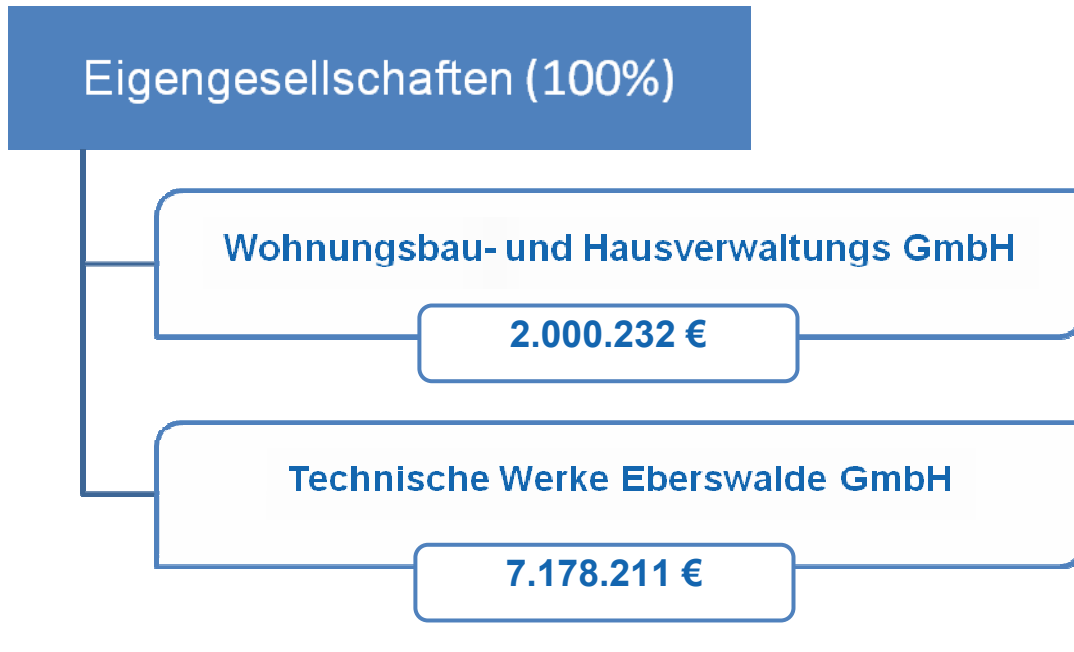 Eigengesellschaften (100%)
Wohnungsbau- und Hausverwaltungs GmbH
2.000.232 €
Technische Werke Eberswalde GmbH
7.178.211 €